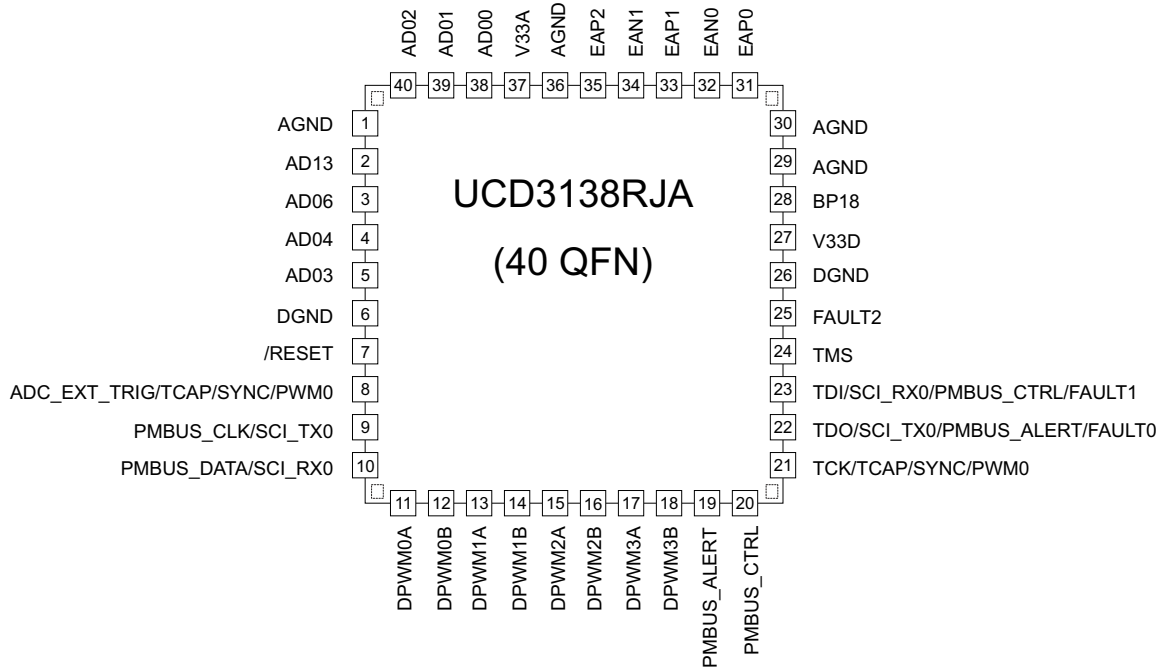 AD02
AD01
AD00
V33A
AGND
EAP2
EAN1
EAP1
EAN0
EAP0
40
39
38
37
36
35
34
33
32
31
UCD3138RJA
(40 QFN)
AGND 1
AD13 2
AD06 3
AD04 4
AD03 5
DGND 6
/RESET 7
ADC_EXT_TRIG/TCAP/SYNC/PWM0 8
PMBUS_CLK/SCI_TX0 9
PMBUS_DATA/SCI_RX0 10
30 AGND
29 AGND
28 BP18
27 V33D
26 DGND
25 FAULT2
24 TMS
23 TDI/SCI_RX0/PMBUS_CTRL/FAULT1
22 TDO/SCI_TX0/PMBUS_ALERT/FAULT0
21 TCK/TCAP/SYNC/PWM0
11
12
13
14
15
16
17
18
19
20
DPWM0A
DPWM0B
DPWM1A
DPWM1B
DPWM2A
DPWM2B
DPWM3A
DPWM3B
PMBUS_ALERT
PMBUS_CTRL